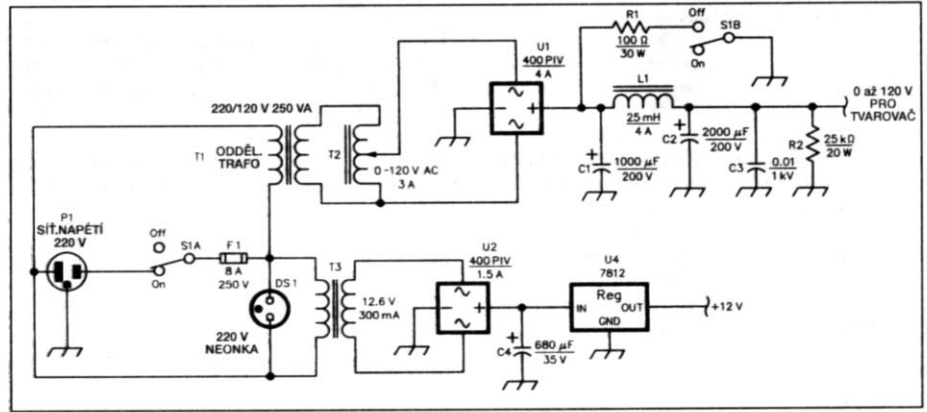 R1
100 Ω
30 W
Off
S1B
On
U1
400 PIV
4 A
220/120 V 250 VA
T1
ODDĚL.
TRAFO
T2
0-120 V AC
3 A
+
L1
25 mH
4 A
+
C1
1000 µF
200 V
+
C2
2000 µF
200 V
C3
0.01
1 kV
R2
25 kΩ
20 W
0 až 120 V
PRO
TVAROVAČ
P1
SÍŤ.NAPĚTÍ
220 V
Off
On
S1A
F1
8 A
250 V
DS1
220 V
NEONKA
T3
12.6 V
300 mA
U2
400 PIV
1.5 A
+
+
C4
680 µF
35 V
U4
7812
Reg
IN OUT
GND
+12 V